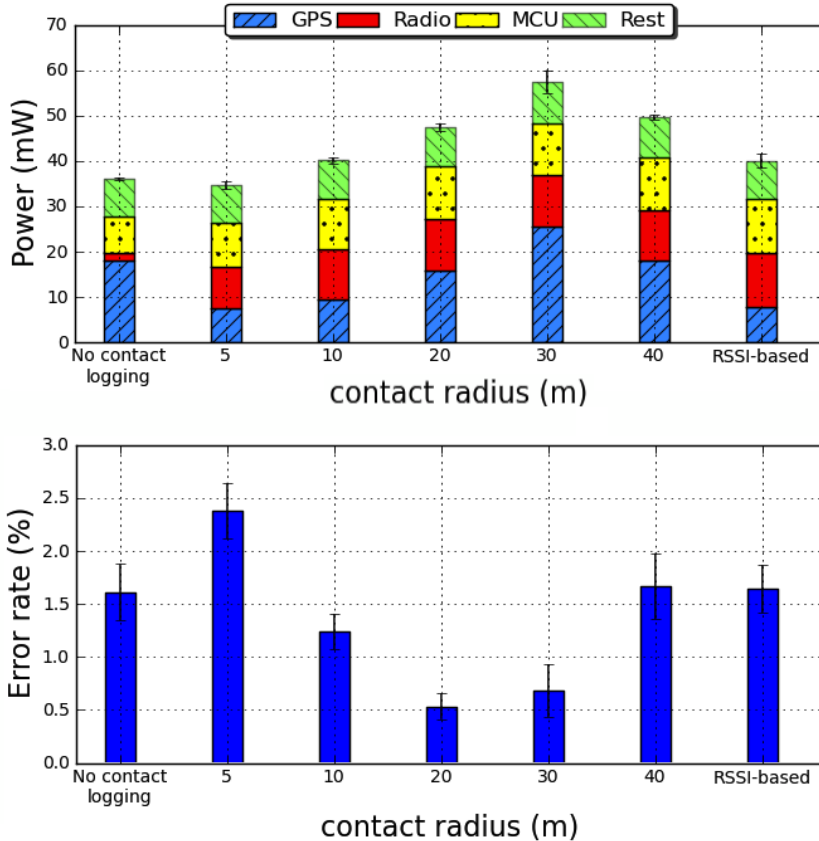 GPS Radio MCU Rest
70
60
50
40
30
20
10
0
Power (mW)
No contact logging 5 10 20 30 40 RSSI-based
contact radius (m)
3.0
2.5
2.0
1.5
1.0
0.5
0.0
Error rate (%)
No contact logging 5 10 20 30 40 RSSI-based
contact radius (m)